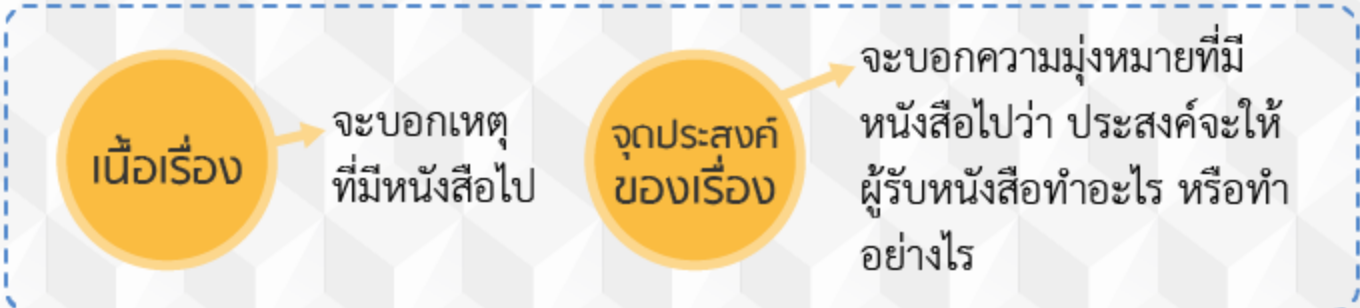 เนื้อเรื่อง
จะบอกเหตุ
ที่มีหนังสือไป
จุดประสงค์
ของเรื่อง
จะบอกความมุ่งหมายที่มี
หนังสือไปว่า ประสงค์จะให้
ผู้รับหนังสือทำอะไร หรือทำ
อย่างไร